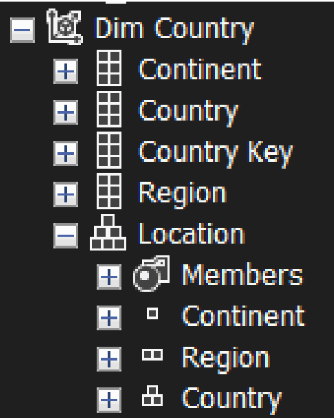 Dim Country
Continent
Country
Country Key
Region
Location
Members
Continent
Region
Country